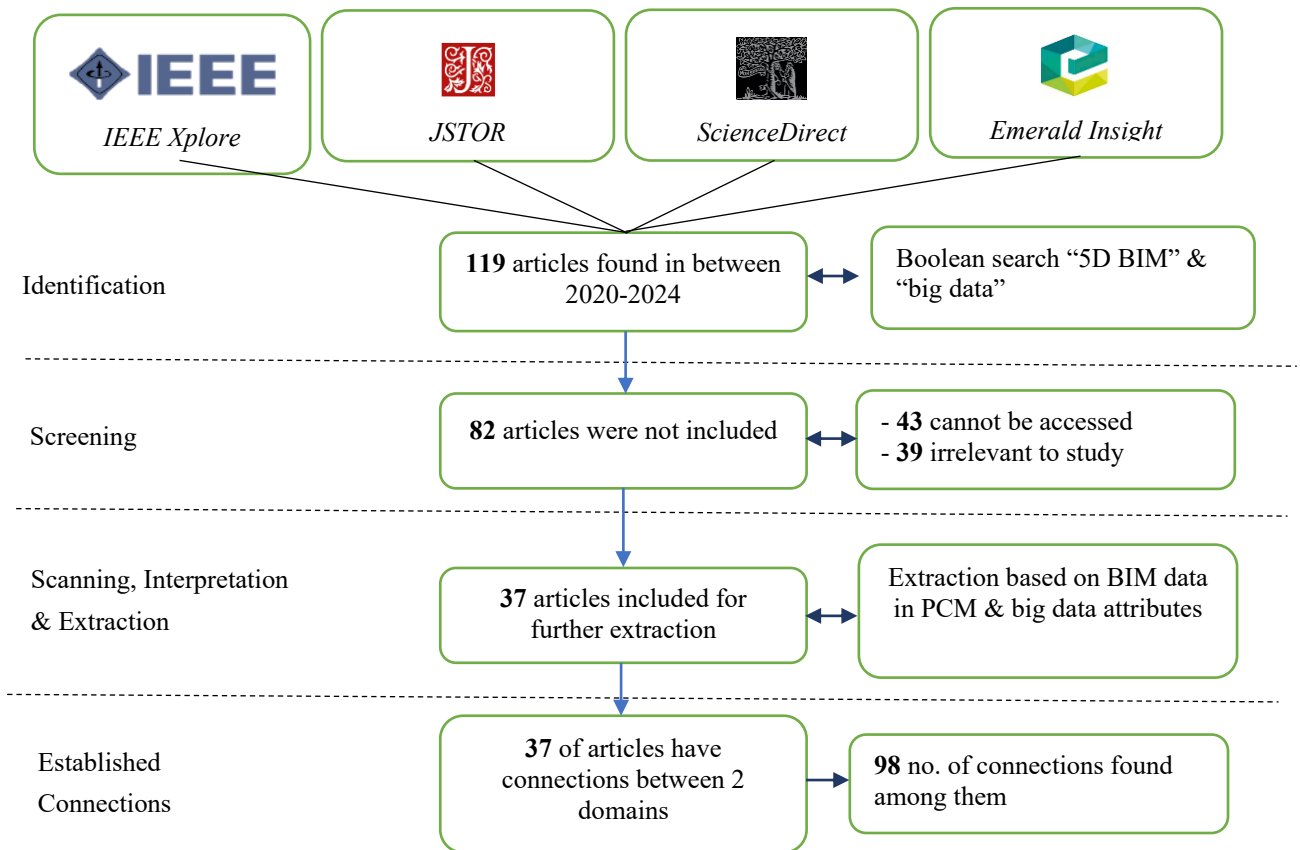 IEEE
IEEE Xplore
J
JSTOR
ScienceDirect
Emerald Insight
Identification
119 articles found in between
2020-2024
Boolean search “5D BIM” &
“big data”
Screening
82 articles were not included
- 43 cannot be accessed
- 39 irrelevant to study
Scanning, Interpretation
& Extraction
37 articles included for
further extraction
Extraction based on BIM data
in PCM & big data attributes
Established
Connections
37 of articles have
connections between 2
domains
98 no. of connections found
among them